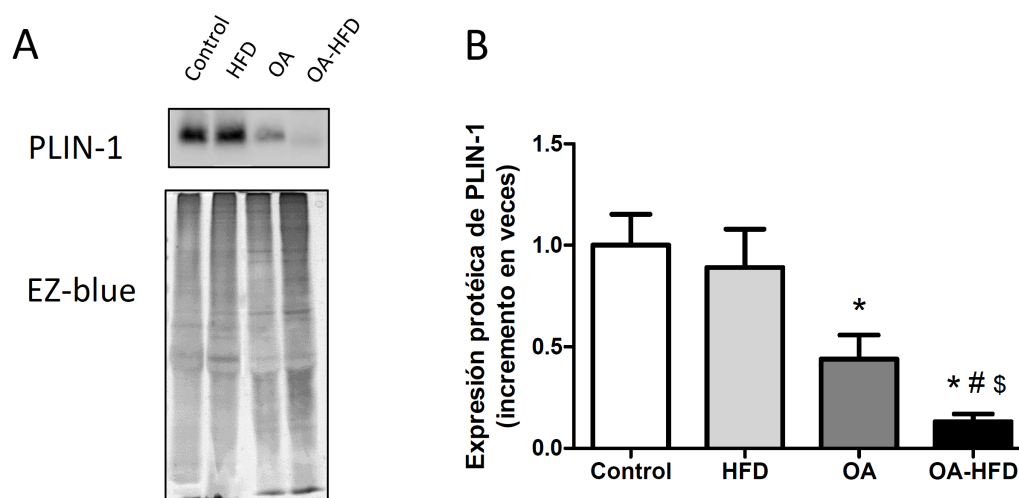 A
Control
HFD
OA
OA-HFD
PLIN-1
EZ-blue
B
Expresión protéica de PLIN-1
(incremento en veces)
1.5
1.0
0.5
0.0
*
* # $
Control
HFD
OA
OA-HFD